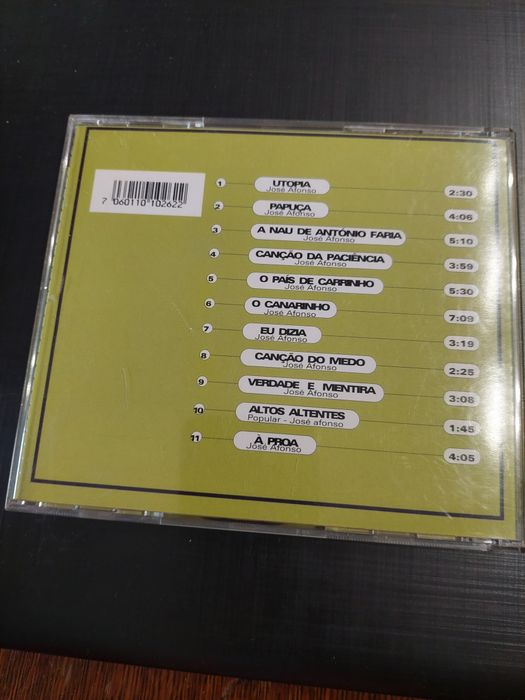 7 060110 102622
1 UTOPIA 2:30
José Afonso
2 PAPUÇA 4:06
José Afonso
3 A NAU DE ANTÓNIO FARIA 5:10
José Afonso
4 CANÇÃO DA PACIÊNCIA 3:59
José Afonso
5 O PAÍS DE CARRINHO 5:30
José Afonso
6 O CANARINHO 7:09
José Afonso
7 EU DIZIA 3:19
José Afonso
8 CANÇÃO DO MEDO 2:25
José Afonso
9 VERDADE E MENTIRA 3:08
José Afonso
10 ALTOS ALTENTES 1:45
Popular - José afonso
11 À PROA 4:05
José Afonso